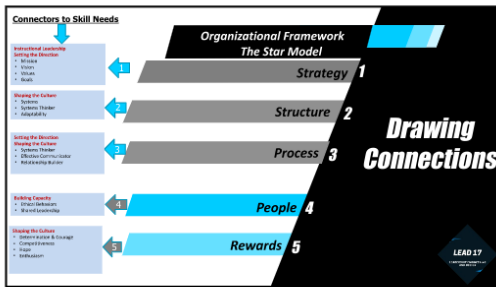 Connectors to Skill Needs
Organizational Framework
The Star Model
Instructional Leadership
Setting the Direction
• Mission
• Vision
• Values
• Goals
1
Strategy 1
Shaping the Culture
• Systems
• Systems Thinker
• Adaptability
2
Structure 2
Setting the Direction
Shaping the Culture
• Systems Thinker
• Effective Communicator
• Relationship Builder
3
Process 3
Building Capacity
• Ethical Behaviors
• Shared Leadership
4
People 4
Shaping the Culture
• Determination & Courage
• Competitiveness
• Hope
• Enthusiasm
5
Rewards 5
Drawing
Connections
LEAD 17